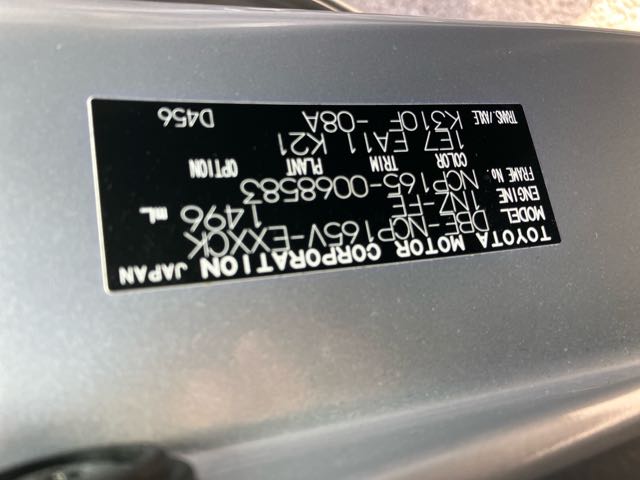 TOYOTA MOTOR CORPORATION JAPAN
MODEL DBE-NCP165V-EXXCK
ENGINE 1NZ-FE 1496 mL
FRAME No NCP165-0068583
COLOR TRIM PLANT OPTION
1E7 EA11 K21
TRANS./AXLE K310F -08A D456